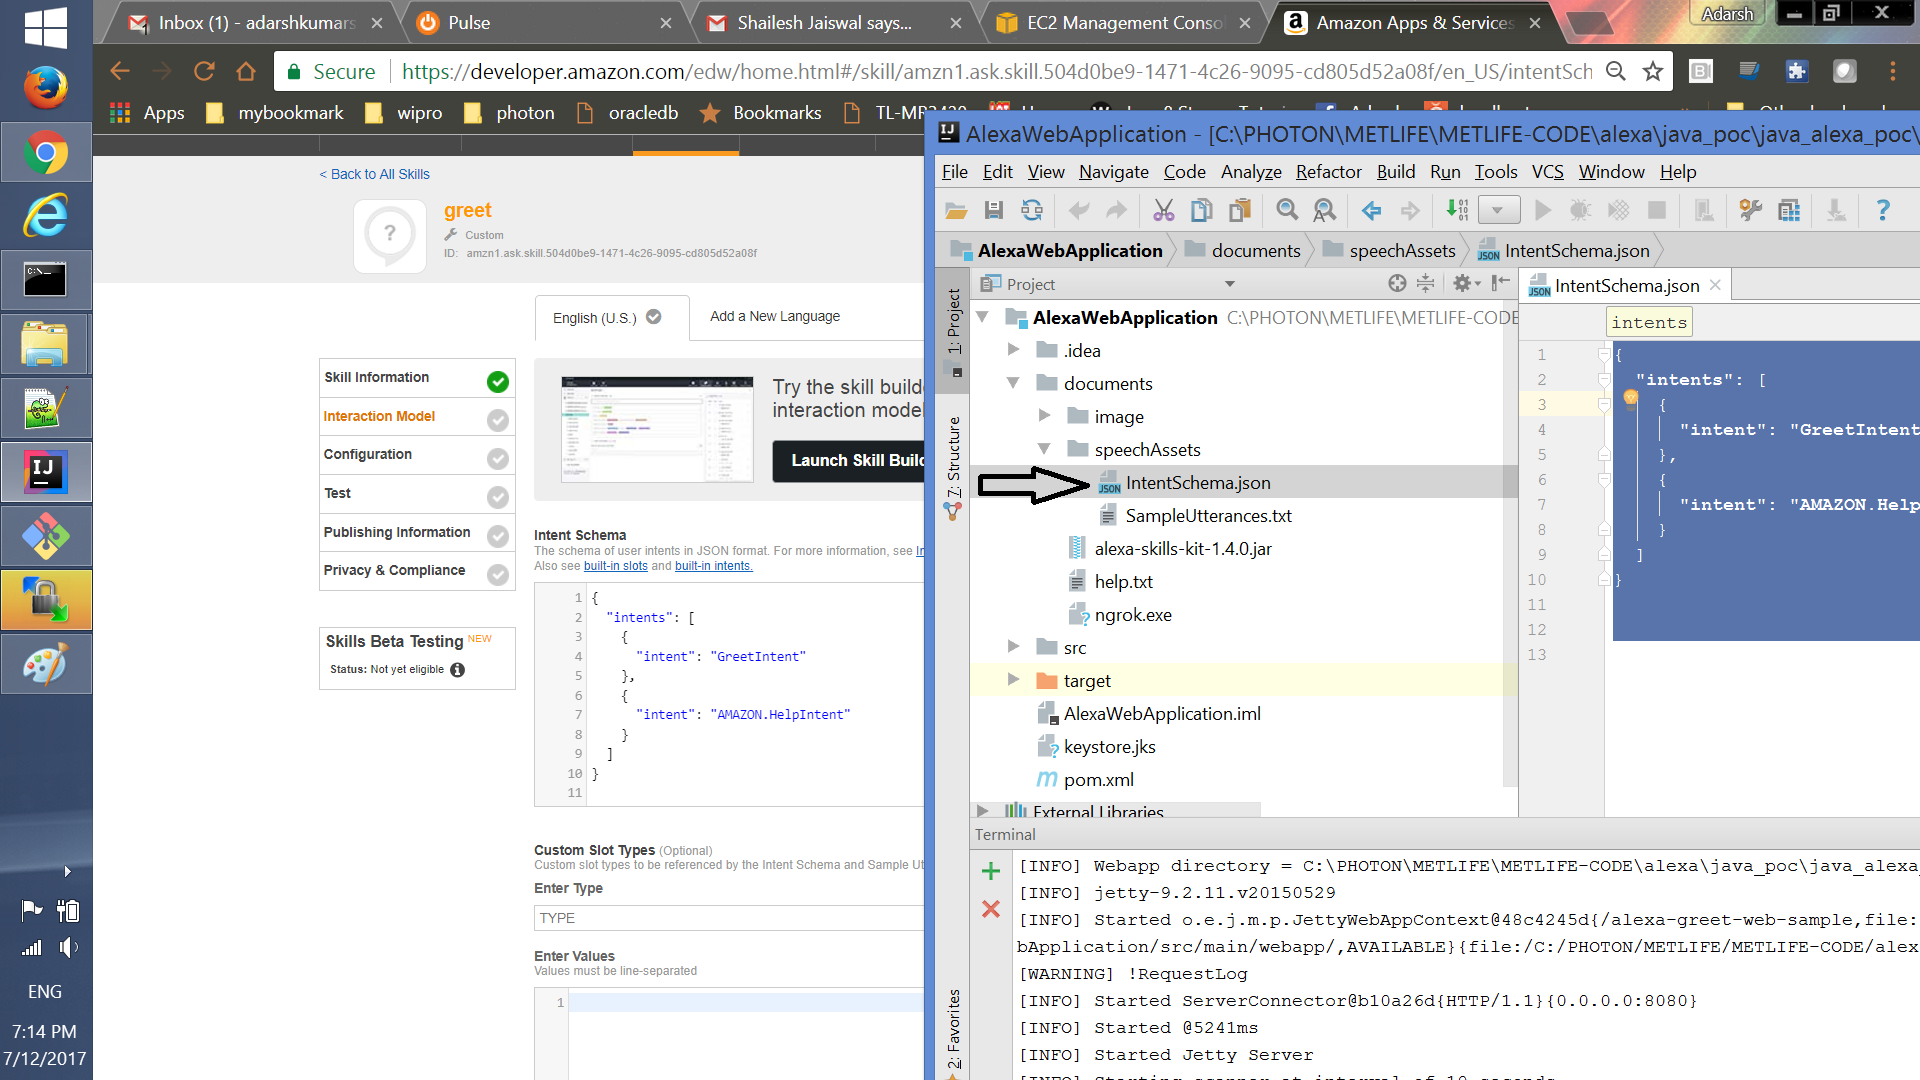 Inbox (1) - adarshkumars
Pulse
Shailesh Jaiswal says...
EC2 Management Conso
Amazon Apps & Services
Adarsh
Secure
https://developer.amazon.com/edw/home.html#/skill/amzn1.ask.skill.504d0be9-1471-4c26-9095-cd805d52a08f/en_US/intentSch
Apps
mybookmark
wipro
photon
oracledb
Bookmarks
< Back to All Skills
greet
Custom
ID: amzn1.ask.skill.504d0be9-1471-4c26-9095-cd805d52a08f
English (U.S.)
Add a New Language
Skill Information
Interaction Model
Configuration
Test
Publishing Information
Privacy & Compliance
Skills Beta Testing NEW
Status: Not yet eligible
Try the skill builde
interaction model
Launch Skill Build
Intent Schema
The schema of user intents in JSON format. For more information, see In
Also see built-in slots and built-in intents.
1 {
2 "intents": [
3 {
4 "intent": "GreetIntent"
5 },
6 {
7 "intent": "AMAZON.HelpIntent"
8 }
9 ]
10 }
11
Custom Slot Types (Optional)
Custom slot types to be referenced by the Intent Schema and Sample Ut
Enter Type
TYPE
Enter Values
Values must be line-separated
1
ENG
7:14 PM
7/12/2017
AlexaWebApplication - [C:\PHOTON\METLIFE\METLIFE-CODE\alexa\java_poc\java_alexa_poc\
File Edit View Navigate Code Analyze Refactor Build Run Tools VCS Window Help
AlexaWebApplication
documents
speechAssets
IntentSchema.json
1: Project
7: Structure
2: Favorites
Project
AlexaWebApplication C:\PHOTON\METLIFE\METLIFE-CODE
.idea
documents
image
speechAssets
IntentSchema.json
SampleUtterances.txt
alexa-skills-kit-1.4.0.jar
help.txt
ngrok.exe
src
target
AlexaWebApplication.iml
keystore.jks
pom.xml
External Libraries
IntentSchema.json
intents
1 {
2 "intents": [
3 {
4 "intent": "GreetIntent
5 },
6 {
7 "intent": "AMAZON.Help
8 }
9 ]
10 }
11
12
13
Terminal
[INFO] Webapp directory = C:\PHOTON\METLIFE\METLIFE-CODE\alexa\java_poc\java_alexa_
[INFO] jetty-9.2.11.v20150529
[INFO] Started o.e.j.m.p.JettyWebAppContext@48c4245d{/alexa-greet-web-sample,file:
bApplication/src/main/webapp/,AVAILABLE}{file:/C:/PHOTON/METLIFE/METLIFE-CODE/alex
[WARNING] !RequestLog
[INFO] Started ServerConnector@b10a26d{HTTP/1.1}{0.0.0.0:8080}
[INFO] Started @5241ms
[INFO] Started Jetty Server